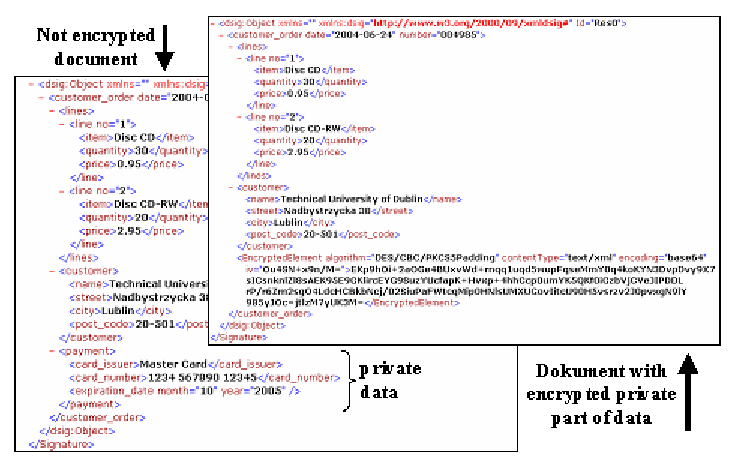 Not encrypted
document
- <dsig:Object xmlns="" xmlns:dsig=
- <customer_order date="2004-0
- <lines>
- <line no="1">
<item>Disc CD</item>
<quantity>30</quantity>
<price>0.95</price>
</line>
- <line no="2">
<item>Disc CD-RW</item>
<quantity>20</quantity>
<price>2.95</price>
</line>
</lines>
- <customer>
<name>Technical Universi
<street>Nadbystrzycka 38
<city>Lublin</city>
<post_code>20-501</post_code>
</customer>
- <payment>
<card_issuer>Master Card</card_issuer>
<card_number>1234 567890 12345</card_number>
<expiration_date month="10" year="2005" />
</payment>
</customer_order>
</dsig:Object>
</Signature>
private
data
- <dsig:Object xmlns="" xmlns:dsig="http://www.w3.org/2000/09/xmldsig#" Id="Res0">
- <customer_order date="2004-06-24" number="004985">
- <lines>
- <line no="1">
<item>Disc CD</item>
<quantity>30</quantity>
<price>0.95</price>
</line>
- <line no="2">
<item>Disc CD-RW</item>
<quantity>20</quantity>
<price>2.95</price>
</line>
</lines>
- <customer>
<name>Technical University of Dublin</name>
<street>Nadbystrzycka 38</street>
<city>Lublin</city>
<post_code>20-501</post_code>
</customer>
<EncryptedElement algorithm="DES/CBC/PKCS5Padding" contentType="text/xml" encoding="base64"
</EncryptedElement>
</customer_order>
</dsig:Object>
</Signature>
Dokument with
encrypted private
part of data